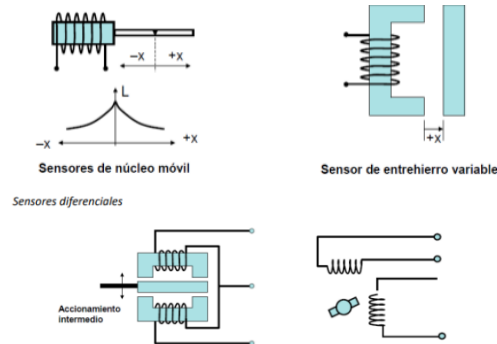 −x
+x
L
−x
+x
+x
Sensores de núcleo móvil
Sensor de entrehierro variable
Sensores diferenciales
Accionamiento
intermedio